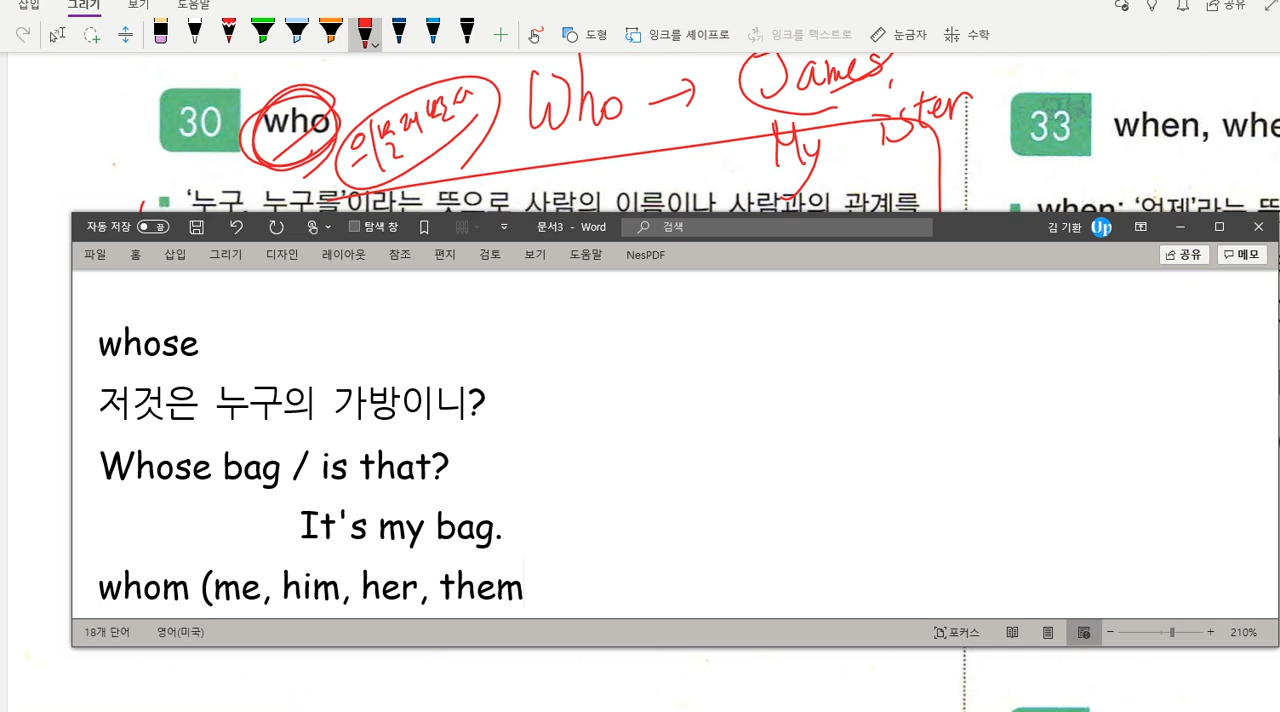 삽입 그리기 보기 도움말
공유
도형 잉크를 셰이프로 잉크를 텍스트로 눈금자 수학
Who → James,
My sister
30 who
33 when, whe
'누구, 누구를'이라는 뜻으로 사람의 이름이나 사람과의 관계를
when: '언제'라는 뜻
자동 저장 끔 탐색 창 문서3 - Word 검색 김 기환
파일 홈 삽입 그리기 디자인 레이아웃 참조 편지 검토 보기 도움말 NesPDF 공유 메모
whose
저것은 누구의 가방이니?
Whose bag / is that?
It's my bag.
whom (me, him, her, them
18개 단어 영어(미국) 포커스 210%